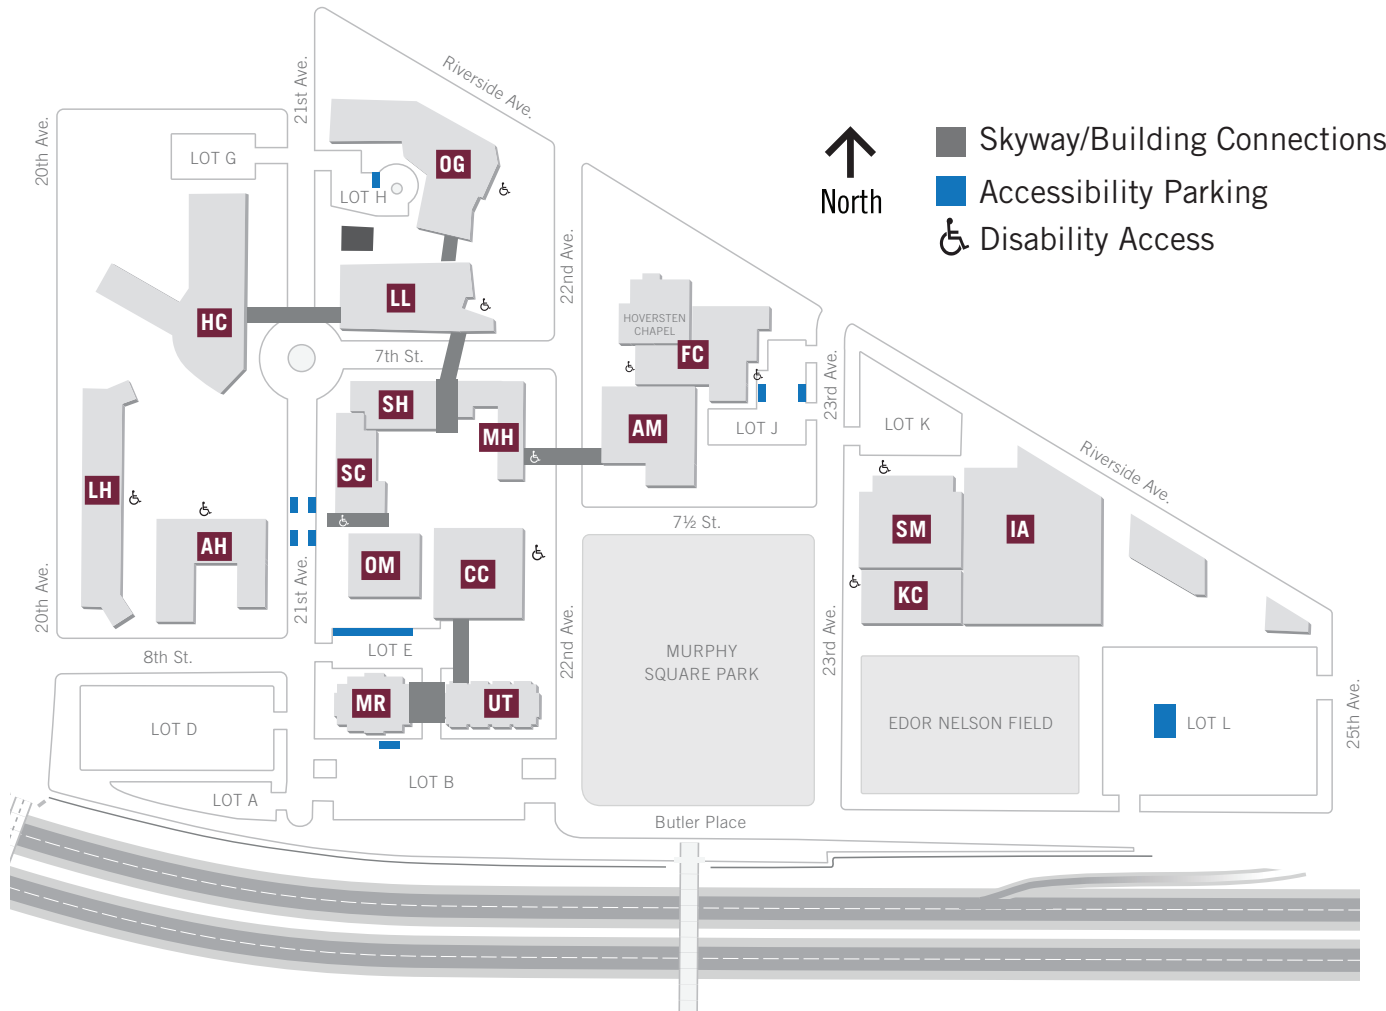 Riverside Ave.
21st Ave.
20th Ave.
Skyway/Building Connections
LOT G
OG
Accessibility Parking
LOT H
North
Disability Access
22nd Ave.
LL
HC
HOVERSTEN
CHAPEL
7th St.
FC
23rd Ave.
SH
LOT K
AM
LOT J
MH
Riverside Ave.
SC
LH
7½ St.
SM
IA
AH
OM
CC
21st Ave.
20th Ave.
KC
22nd Ave.
23rd Ave.
LOT E
8th St.
MURPHY
SQUARE PARK
MR
UT
25th Ave.
LOT D
EDOR NELSON FIELD
LOT L
LOT B
LOT A
Butler Place